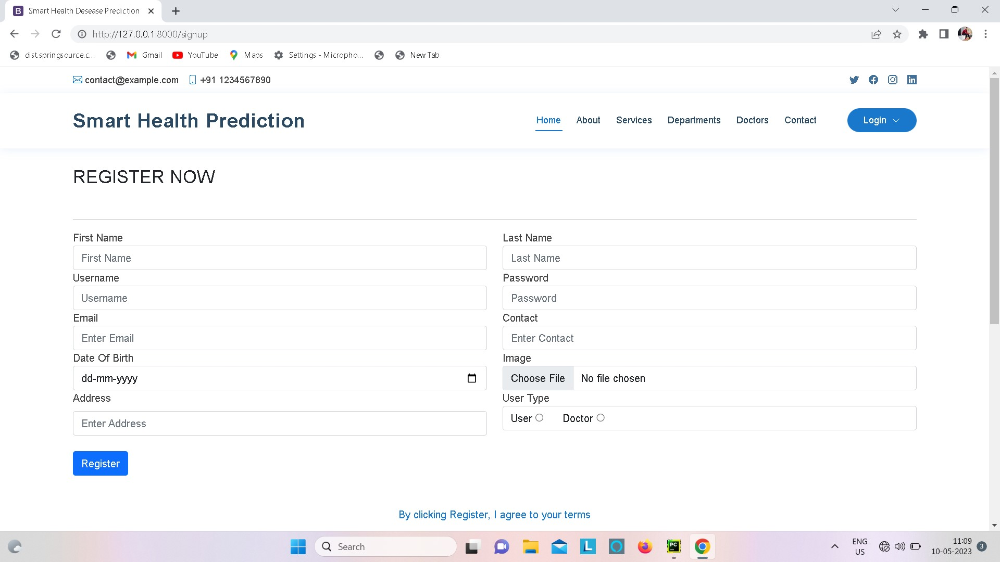 Smart Health Desease Prediction
http://127.0.0.1:8000/signup
dist.springsource.c... Gmail YouTube Maps Settings - Micropho... New Tab
contact@example.com +91 1234567890
Smart Health Prediction
Home About Services Departments Doctors Contact Login
REGISTER NOW
First Name Last Name
First Name Last Name
Username Password
Username Password
Email Contact
Enter Email Enter Contact
Date Of Birth Image
dd-mm-yyyy Choose File No file chosen
Address User Type
Enter Address User Doctor
Register
By clicking Register, I agree to your terms
Search
ENG
US
11:09
10-05-2023
3